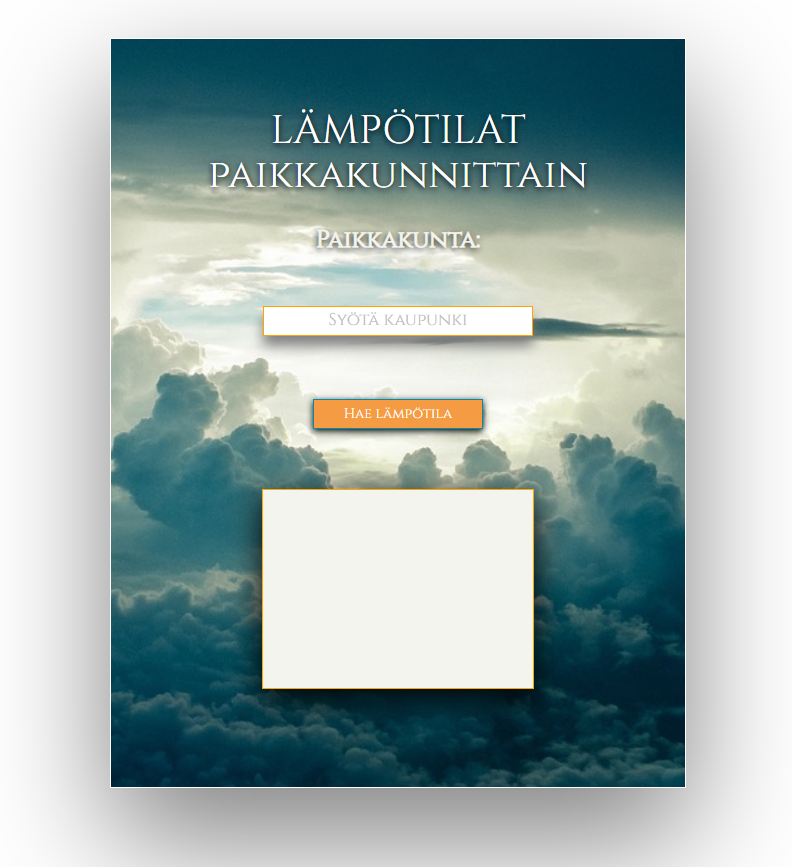 LÄMPÖTILAT
PAIKKAKUNNITTAIN
Paikkakunta:
Syötä kaupunki
Hae lämpötila